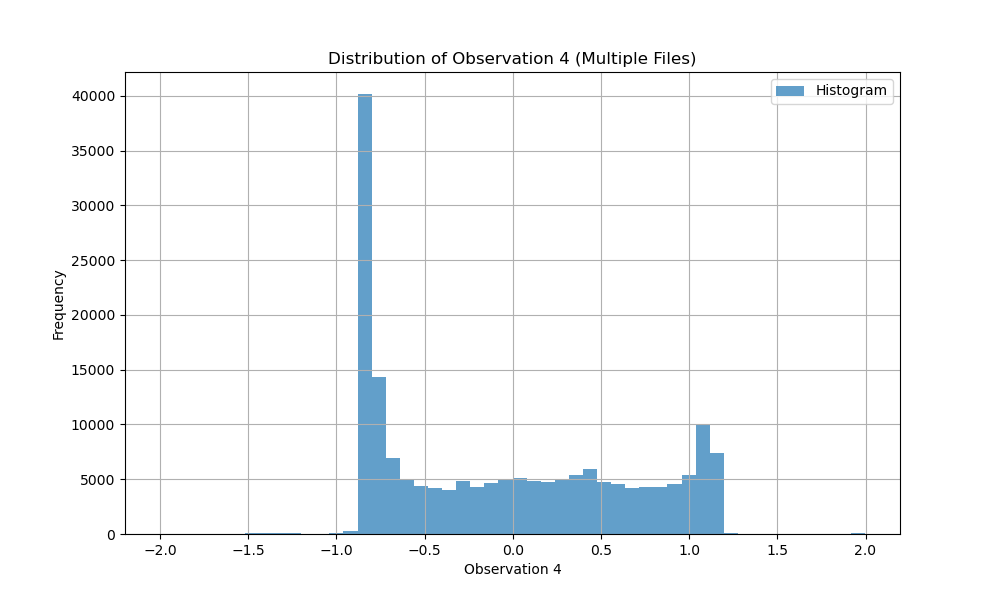 Distribution of Observation 4 (Multiple Files)
Histogram
40000
35000
30000
25000
20000
15000
10000
5000
0
Frequency
−2.0 −1.5 −1.0 −0.5 0.0 0.5 1.0 1.5 2.0
Observation 4